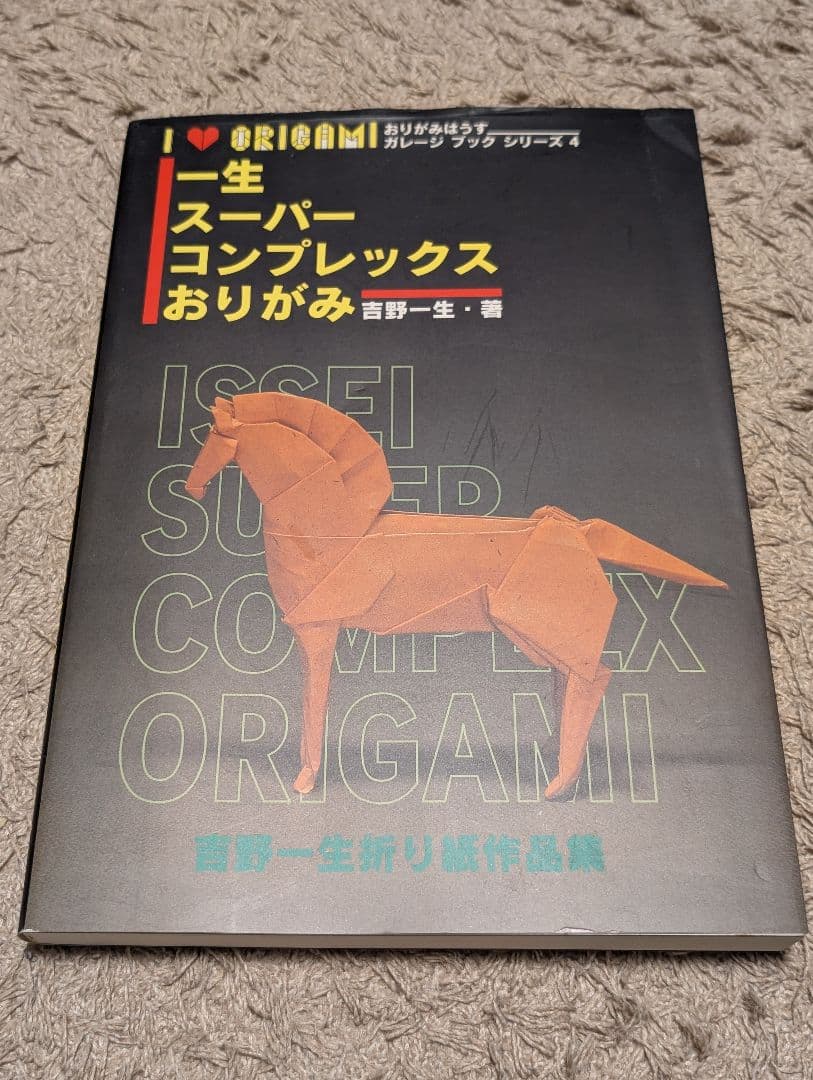 I ♥ ORIGAMI
おりがみはうす
ガレージ ブック シリーズ 4
一生
スーパー
コンプレックス
おりがみ
吉野一生・著
ISSEI
SUPER
COMPLEX
ORIGAMI
吉野一生折り紙作品集